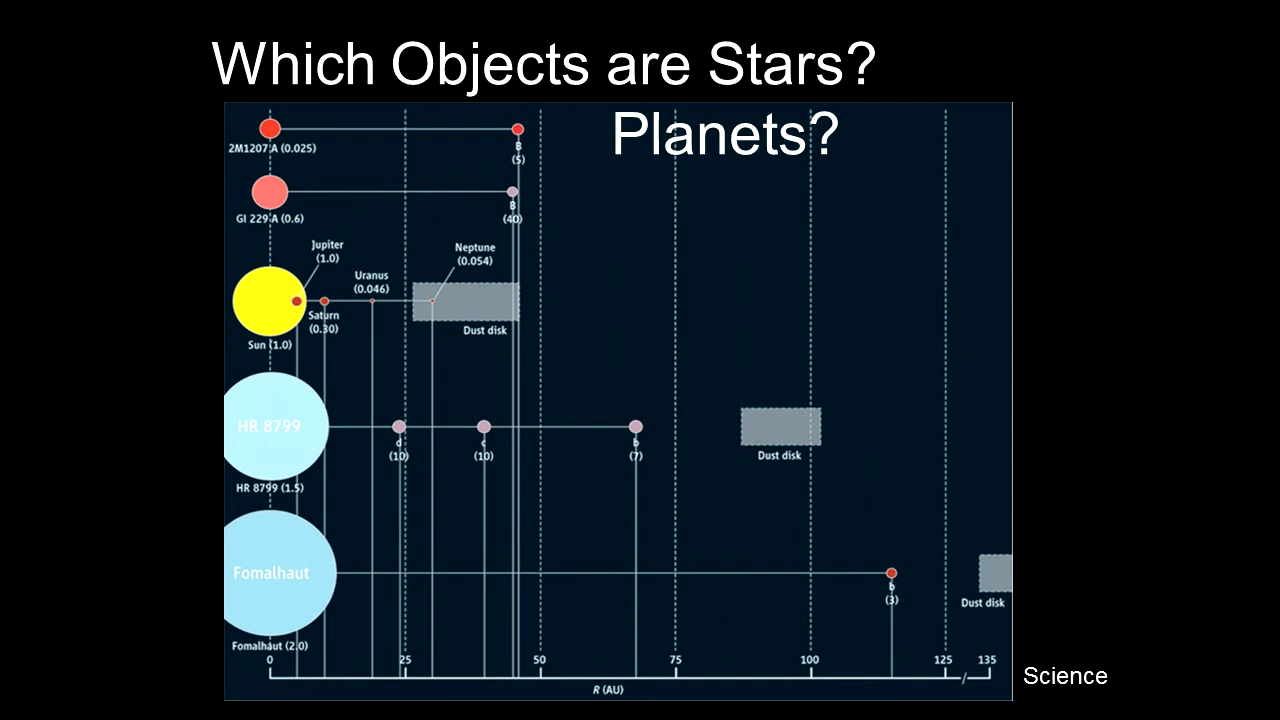 Which Objects are Stars?
Planets?
2M1207 A (0.025)
B
(5)
Gl 229 A (0.6)
B
(40)
Jupiter
(1.0)
Neptune
(0.054)
Uranus
(0.046)
Saturn
(0.30)
Dust disk
Sun (1.0)
HR 8799
d
(10)
c
(10)
b
(7)
Dust disk
HR 8799 (1.5)
Fomalhaut
b
(3)
Dust disk
Fomalhaut (2.0)
0 25 50 75 100 125 135
R (AU)
Science